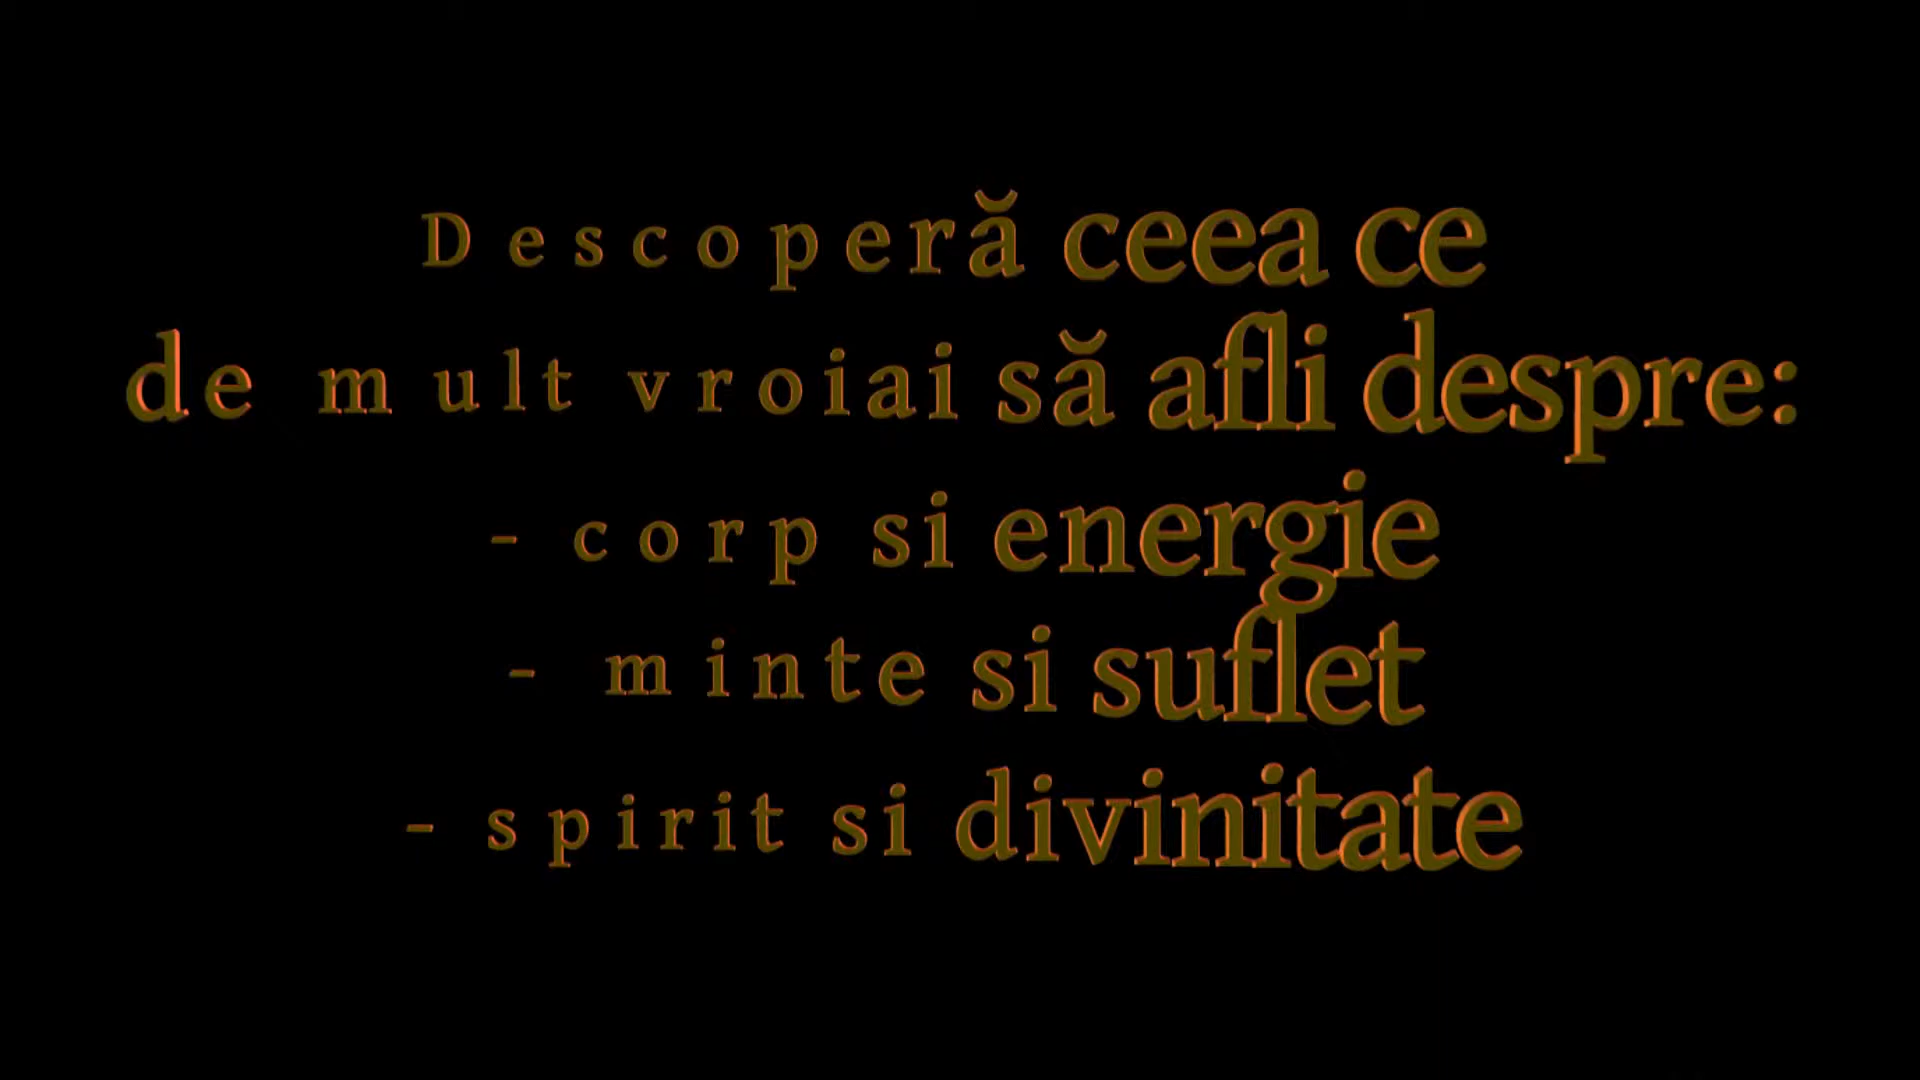 Descoperă ceea ce
de mult vroiai să afli despre:
- corp si energie
- minte si suflet
- spirit si divinitate